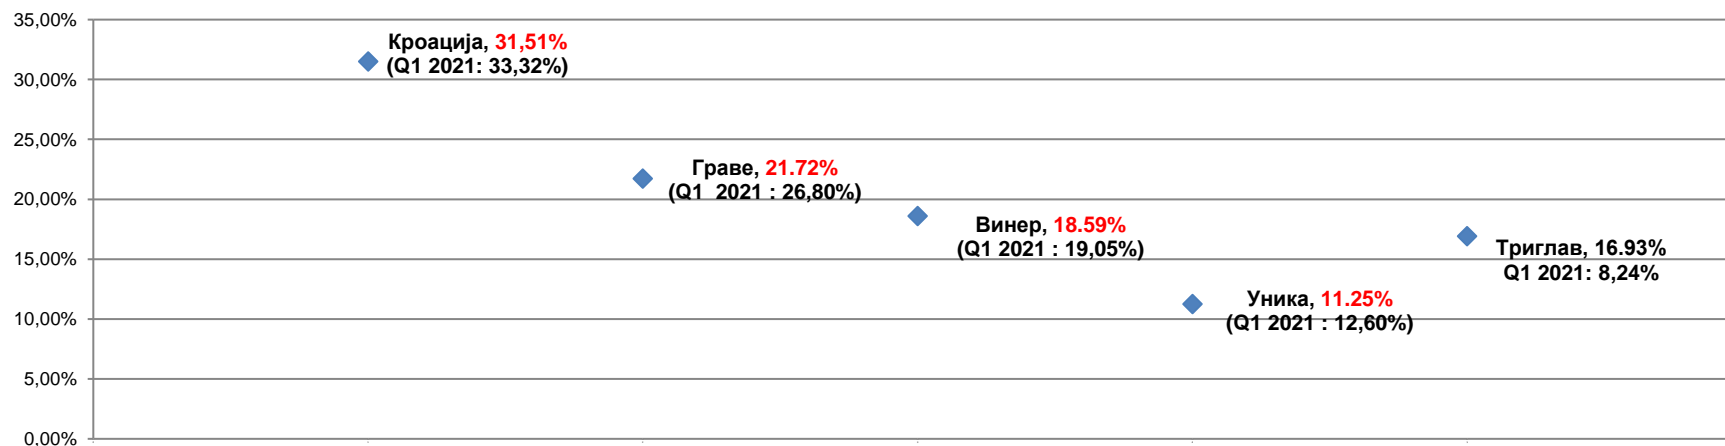 35,00%
30,00%
25,00%
20,00%
15,00%
10,00%
5,00%
0,00%
Кроација, 31,51%
(Q1 2021: 33,32%)
Граве, 21.72%
(Q1 2021 : 26,80%)
Винер, 18.59%
(Q1 2021 : 19,05%)
Уника, 11.25%
(Q1 2021 : 12,60%)
Триглав, 16.93%
Q1 2021: 8,24%